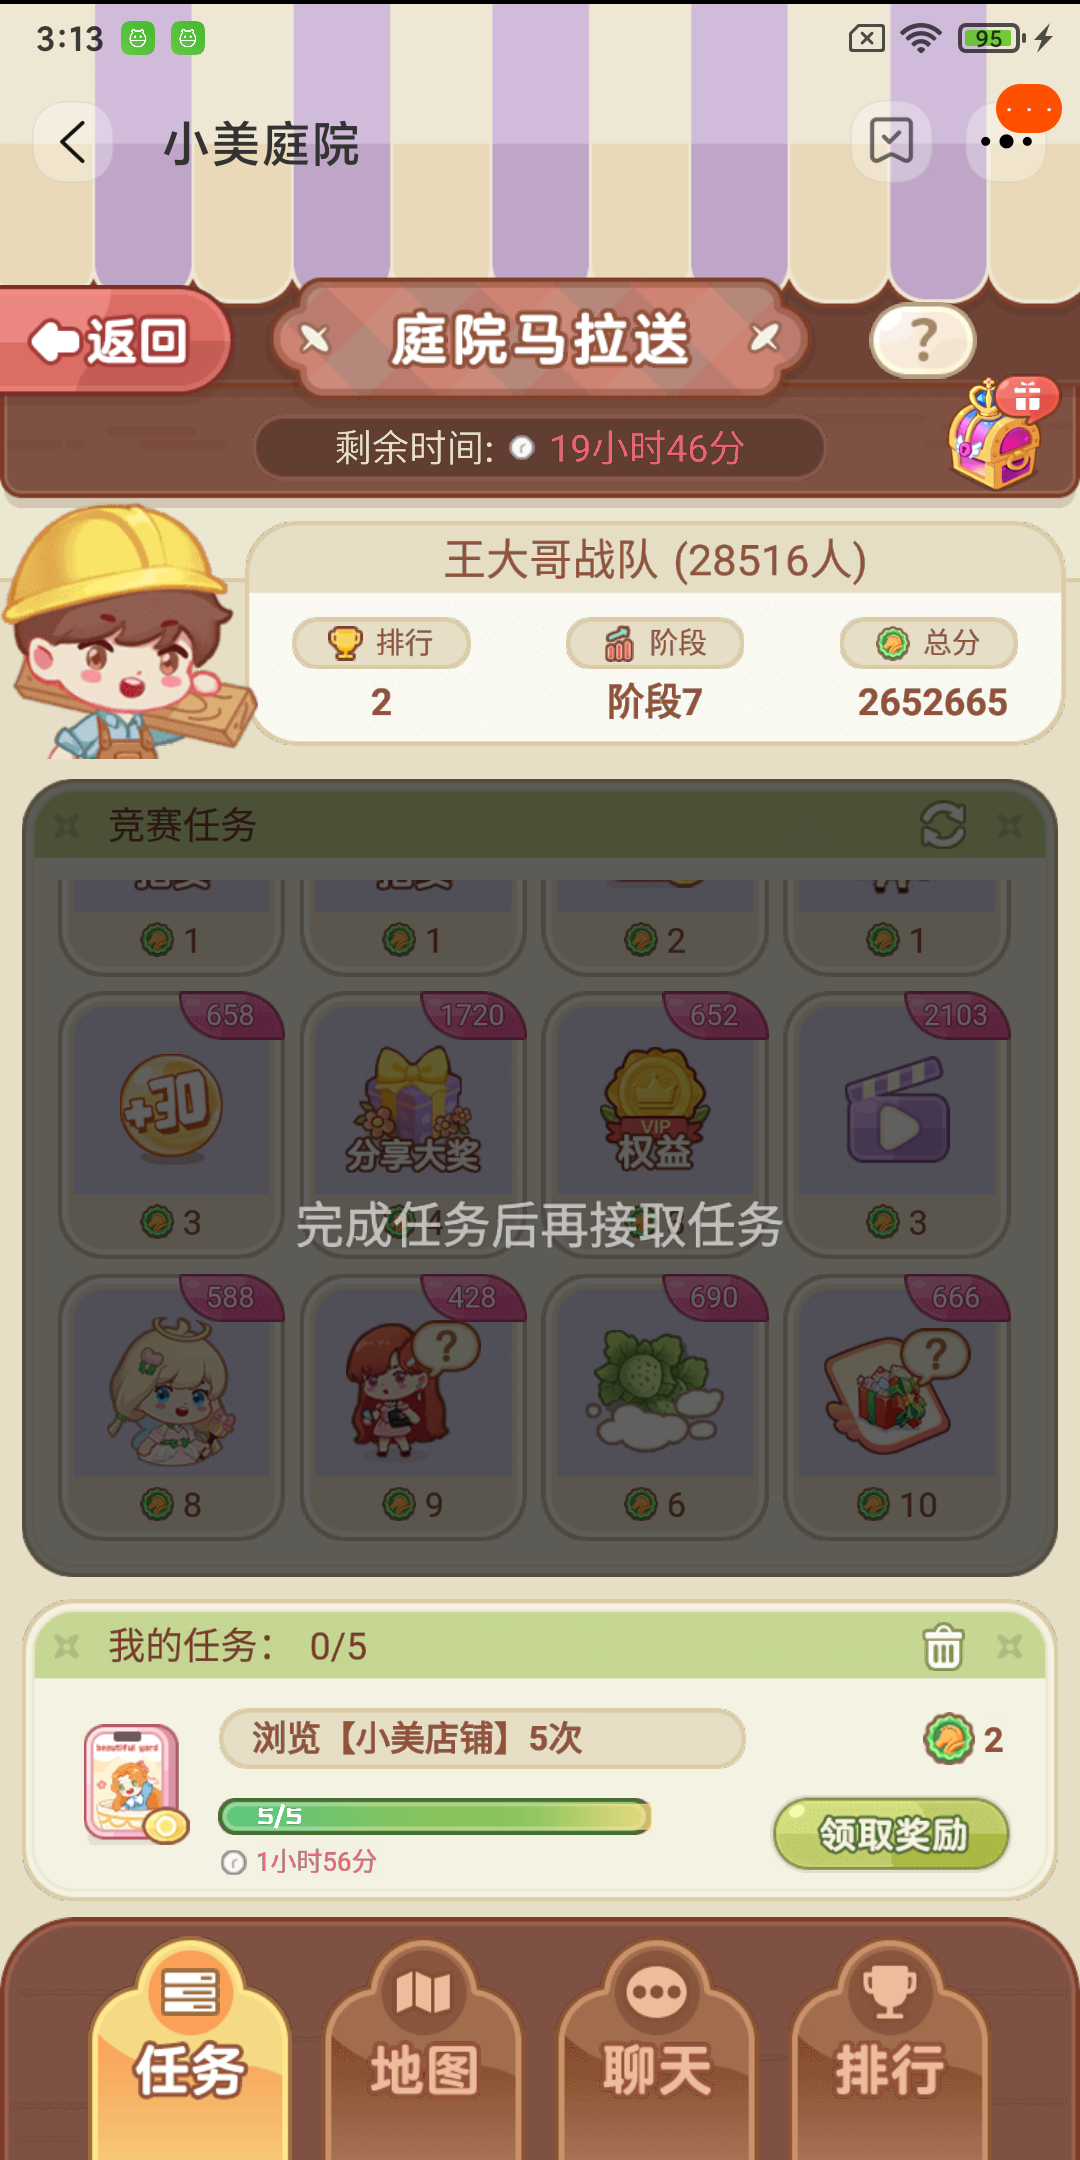 3:13
95
小美庭院
返回
庭院马拉送
?
剩余时间: 19小时46分
王大哥战队 (28516人)
排行
阶段
总分
2
阶段7
2652665
竞赛任务
1
1
2
1
658
1720
652
2103
+30
分享大奖
VIP
权益
3
4
3
完成任务后再接取任务
588
428
690
666
?
?
8
9
6
10
我的任务： 0/5
beautiful yard
浏览【小美店铺】5次
2
5/5
领取奖励
1小时56分
任务
地图
聊天
排行